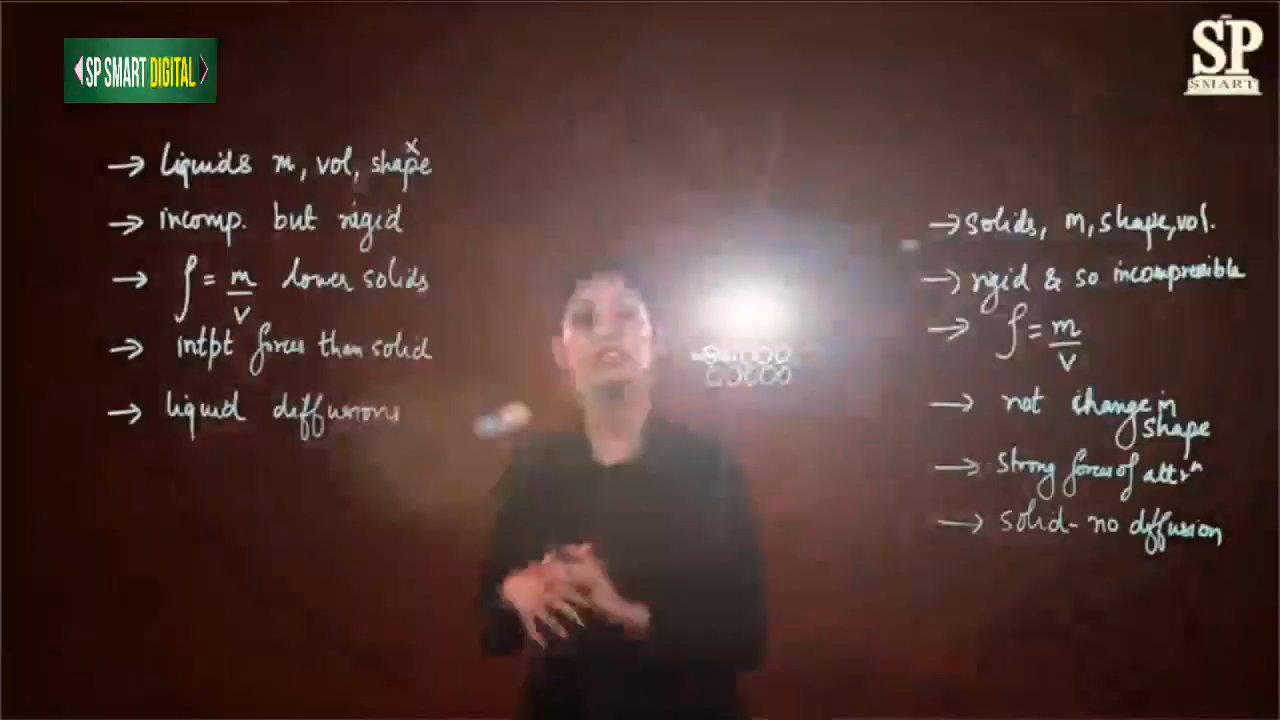 SP SMART DIGITAL
SP
SMART
→ liquids m, vol, shape x
→ incomp. but rigid
→ ρ = m/v lower solids
→ intpt forces than solid
→ liquid diffusions
→ solids, m, shape, vol.
→ rigid & so incompressible
→ ρ = m/v
→ not change in
shape
→ strong forces of attrⁿ
→ solid - no diffusion